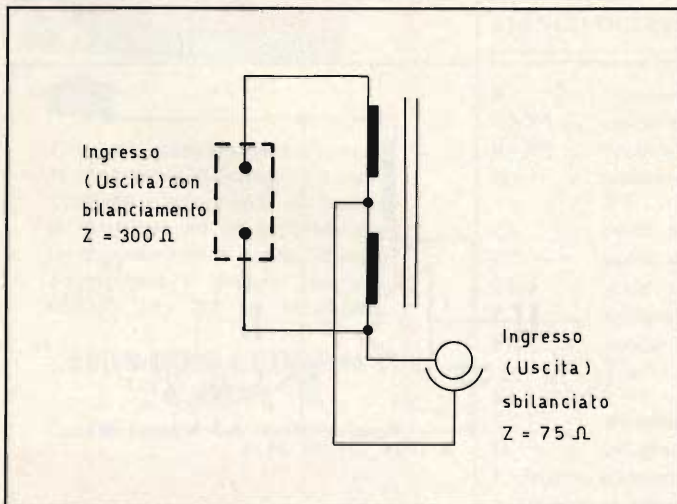 Ingresso
(Uscita) con
bilanciamento
Z = 300 Ω
Ingresso
(Uscita)
sbilanciato
Z = 75 Ω